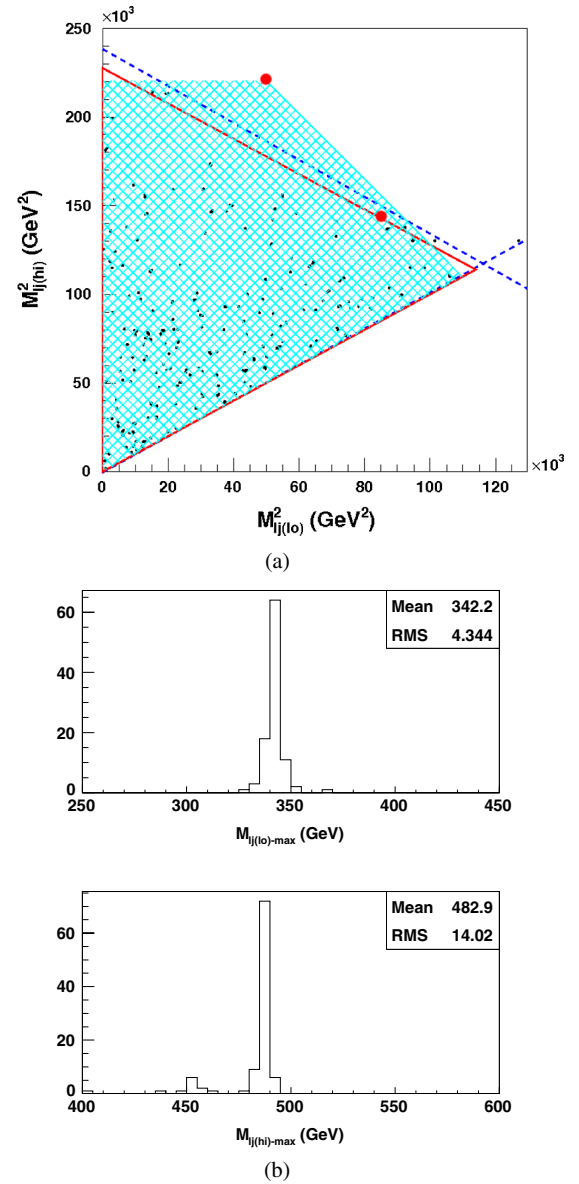 ×10³
250
200
150
100
50
0
M²lj(hi) (GeV²)
0 20 40 60 80 100 120
×10³
M²lj(lo) (GeV²)
(a)
60
40
20
0
Mean 342.2
RMS 4.344
250 300 350 400 450
Mlj(lo)-max (GeV)
60
40
20
0
Mean 482.9
RMS 14.02
400 450 500 550 600
Mlj(hi)-max (GeV)
(b)